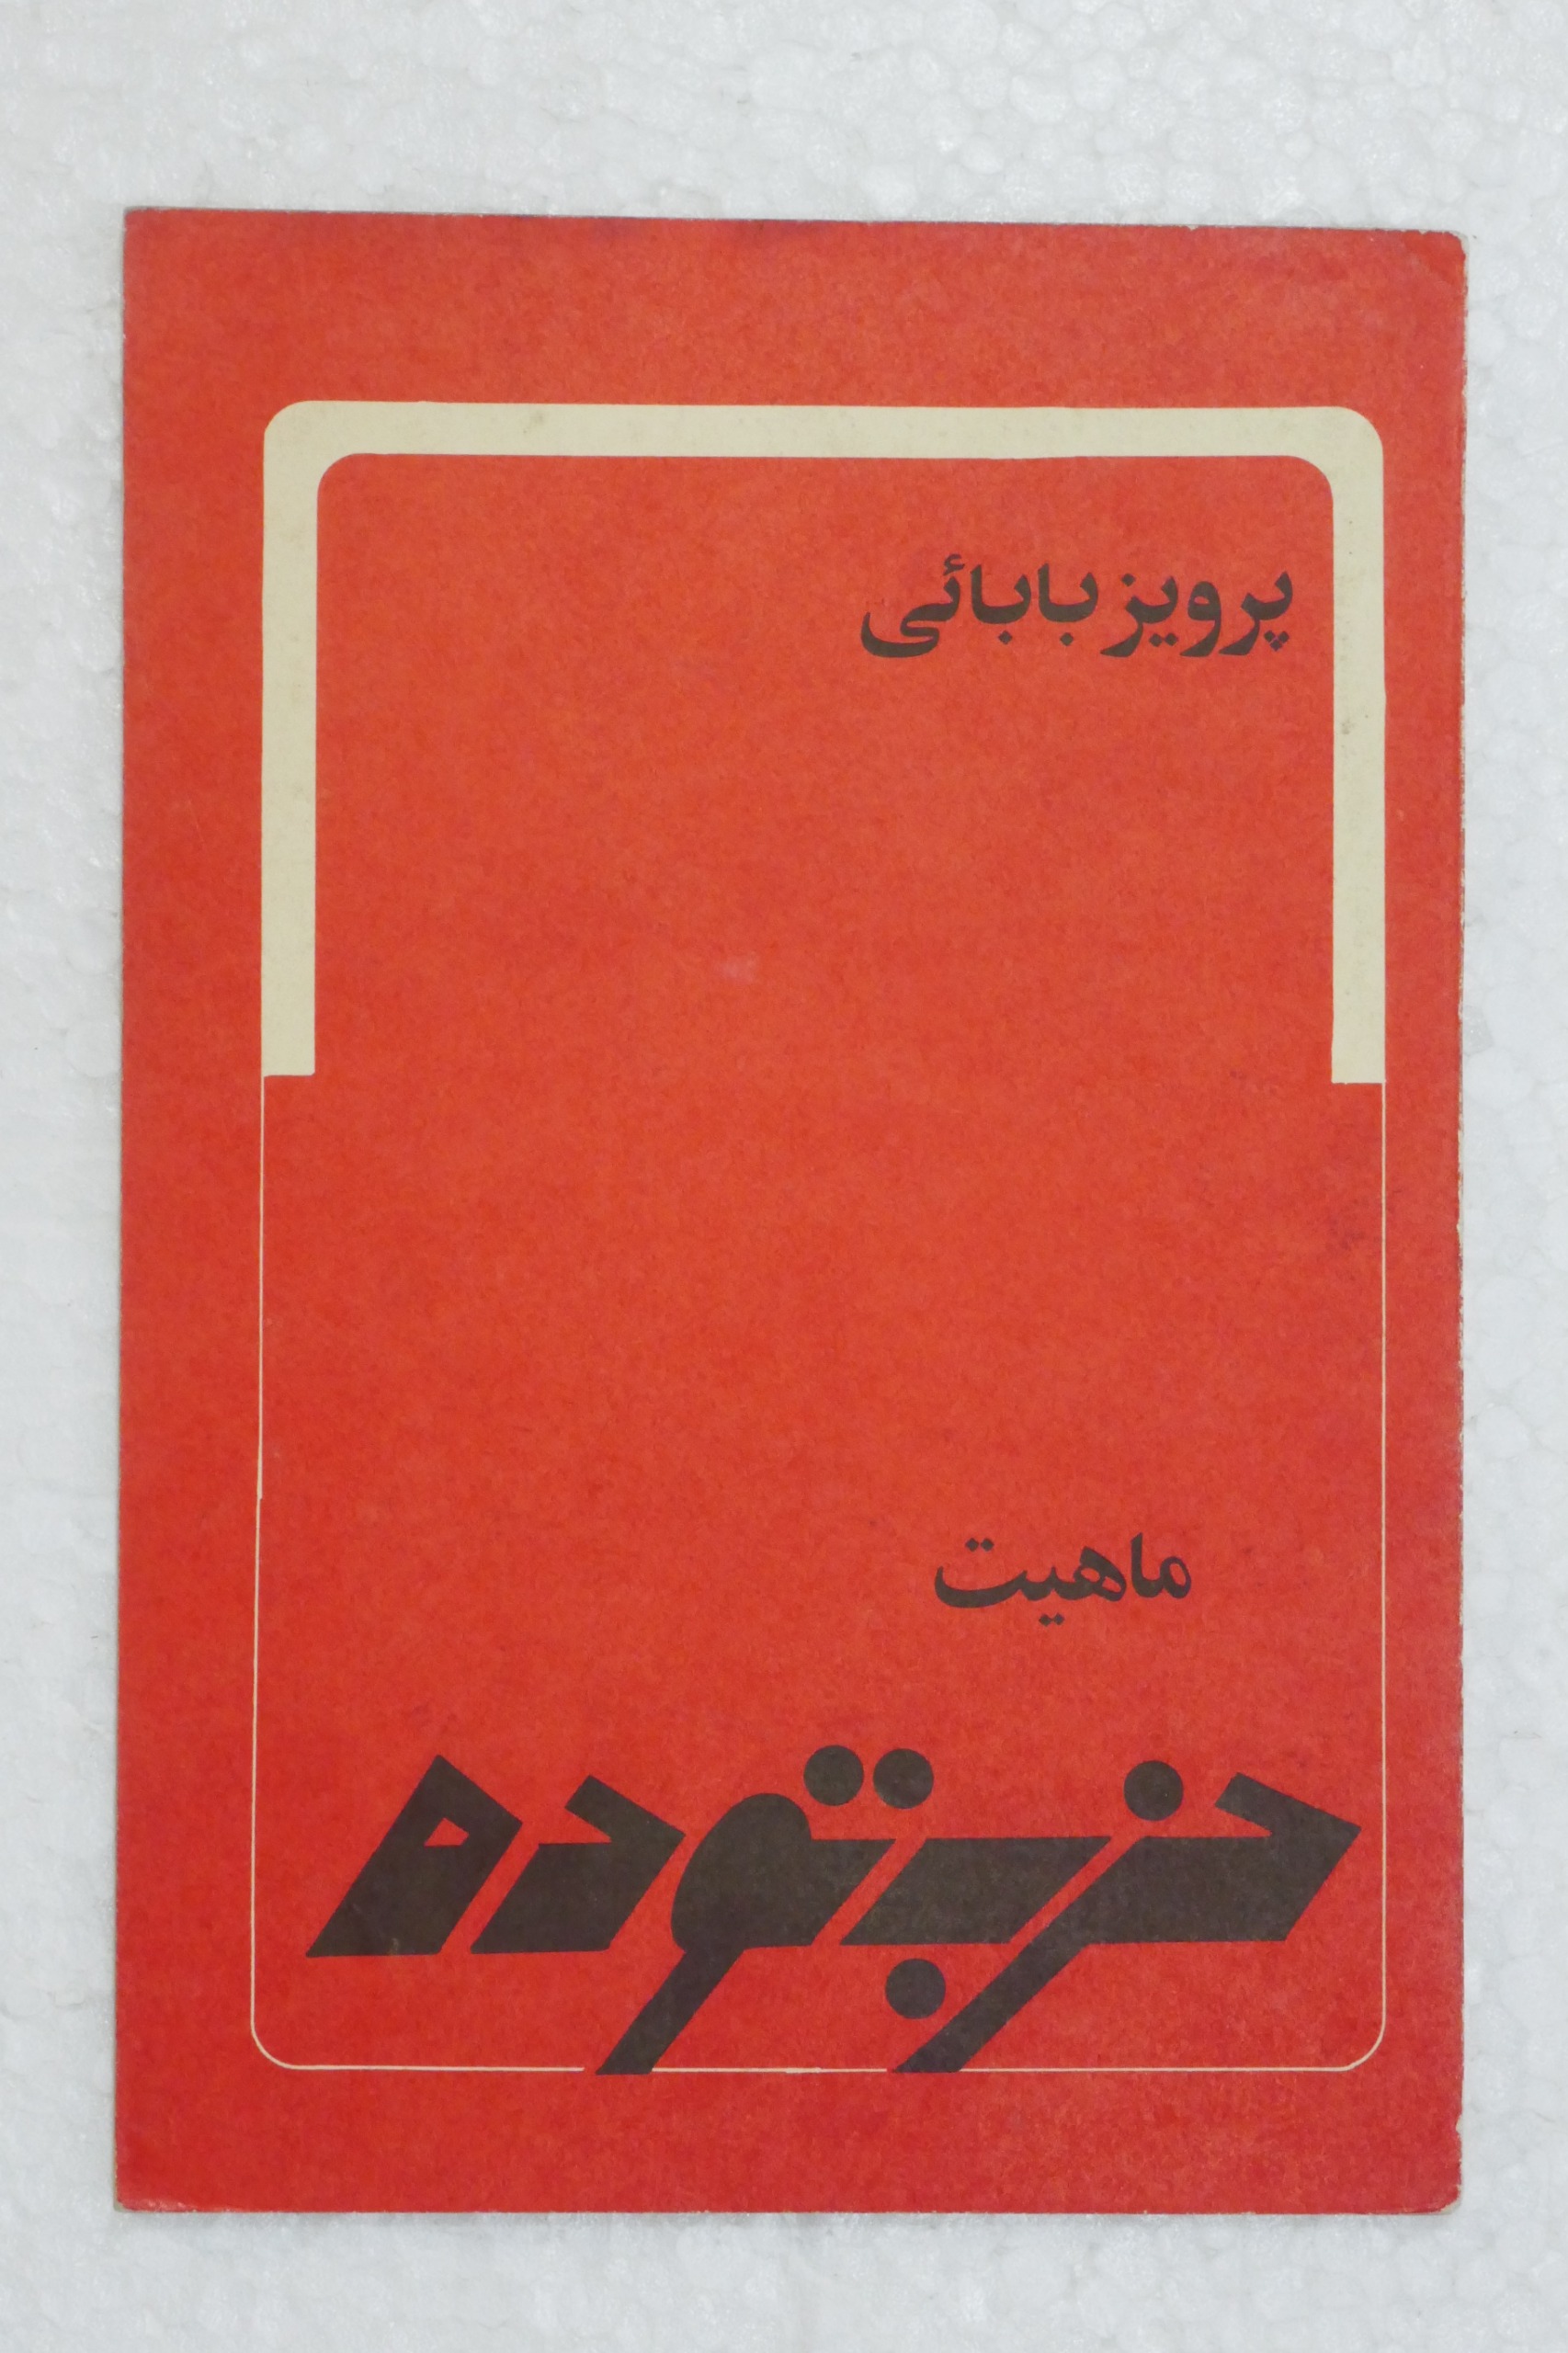 پرویز بابائی
ماهیت
حزب توده